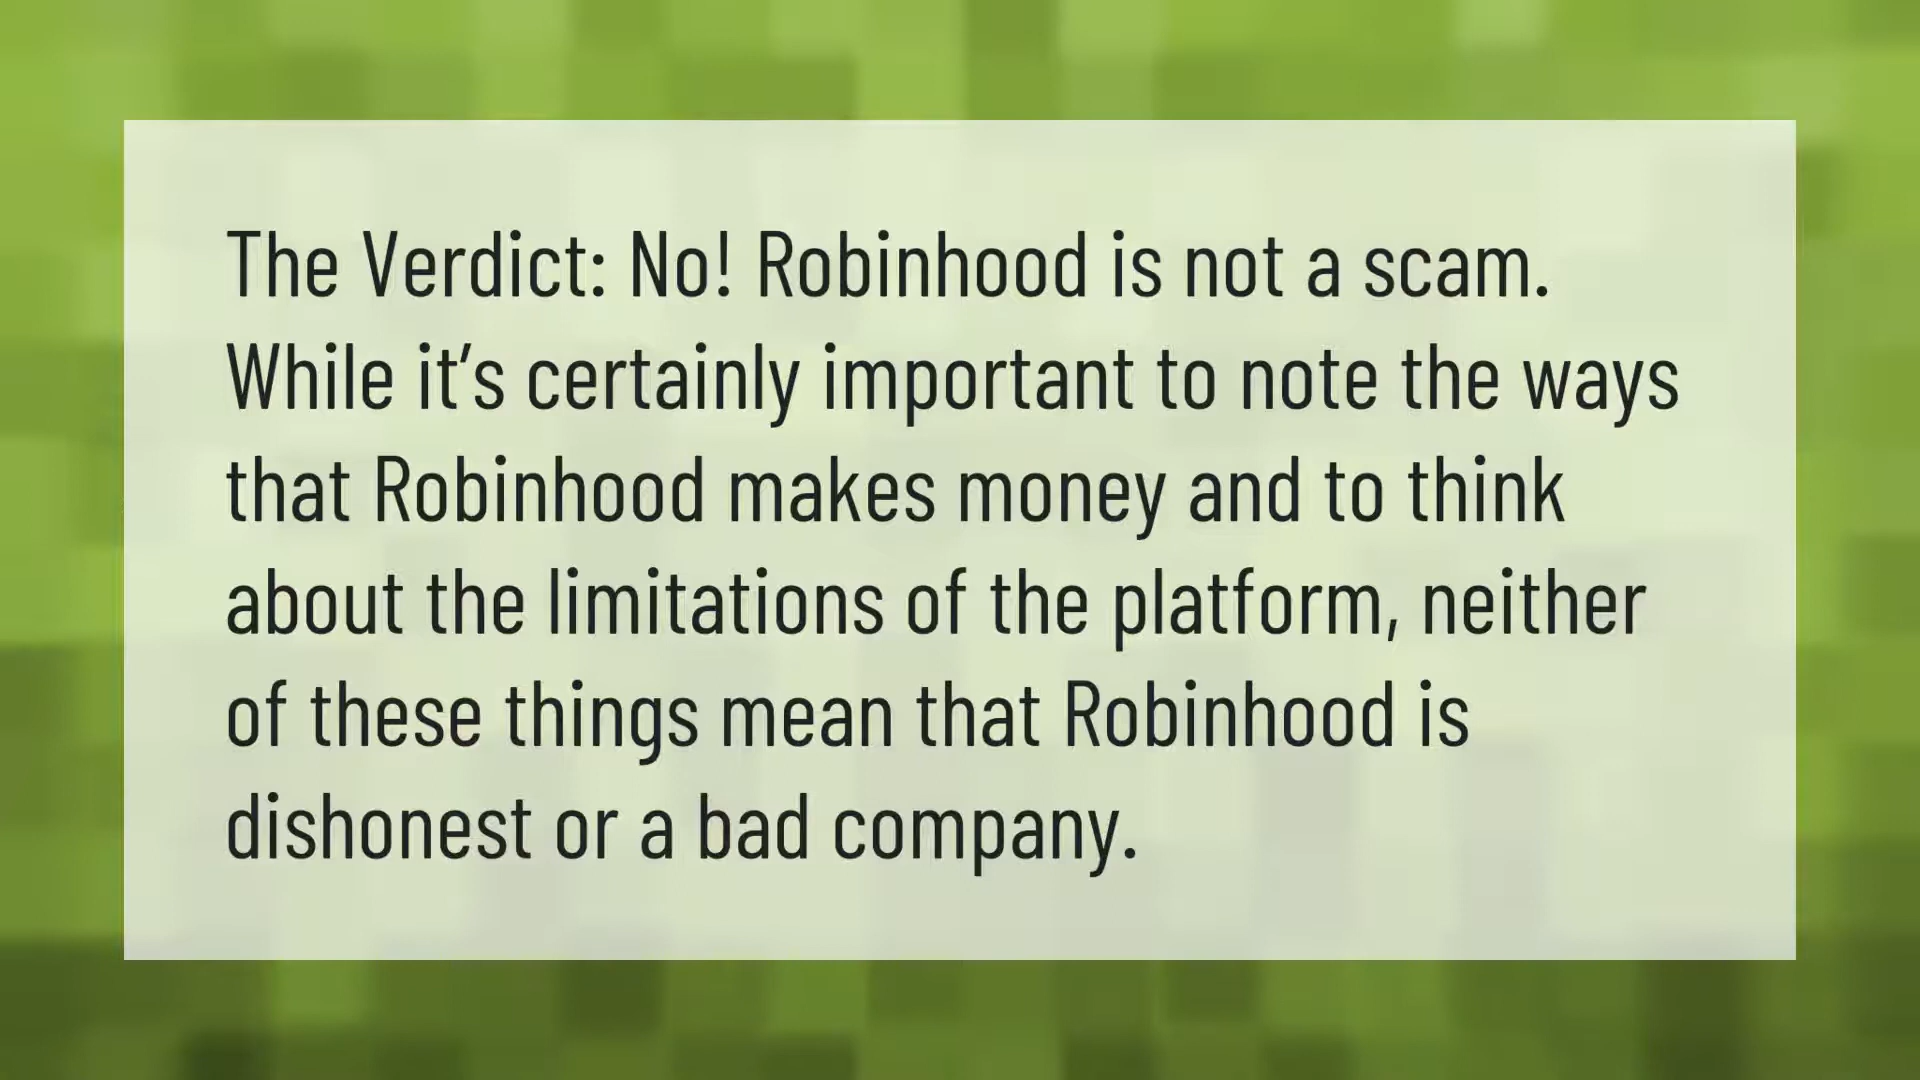 The Verdict: No! Robinhood is not a scam.
While it’s certainly important to note the ways
that Robinhood makes money and to think
about the limitations of the platform, neither
of these things mean that Robinhood is
dishonest or a bad company.